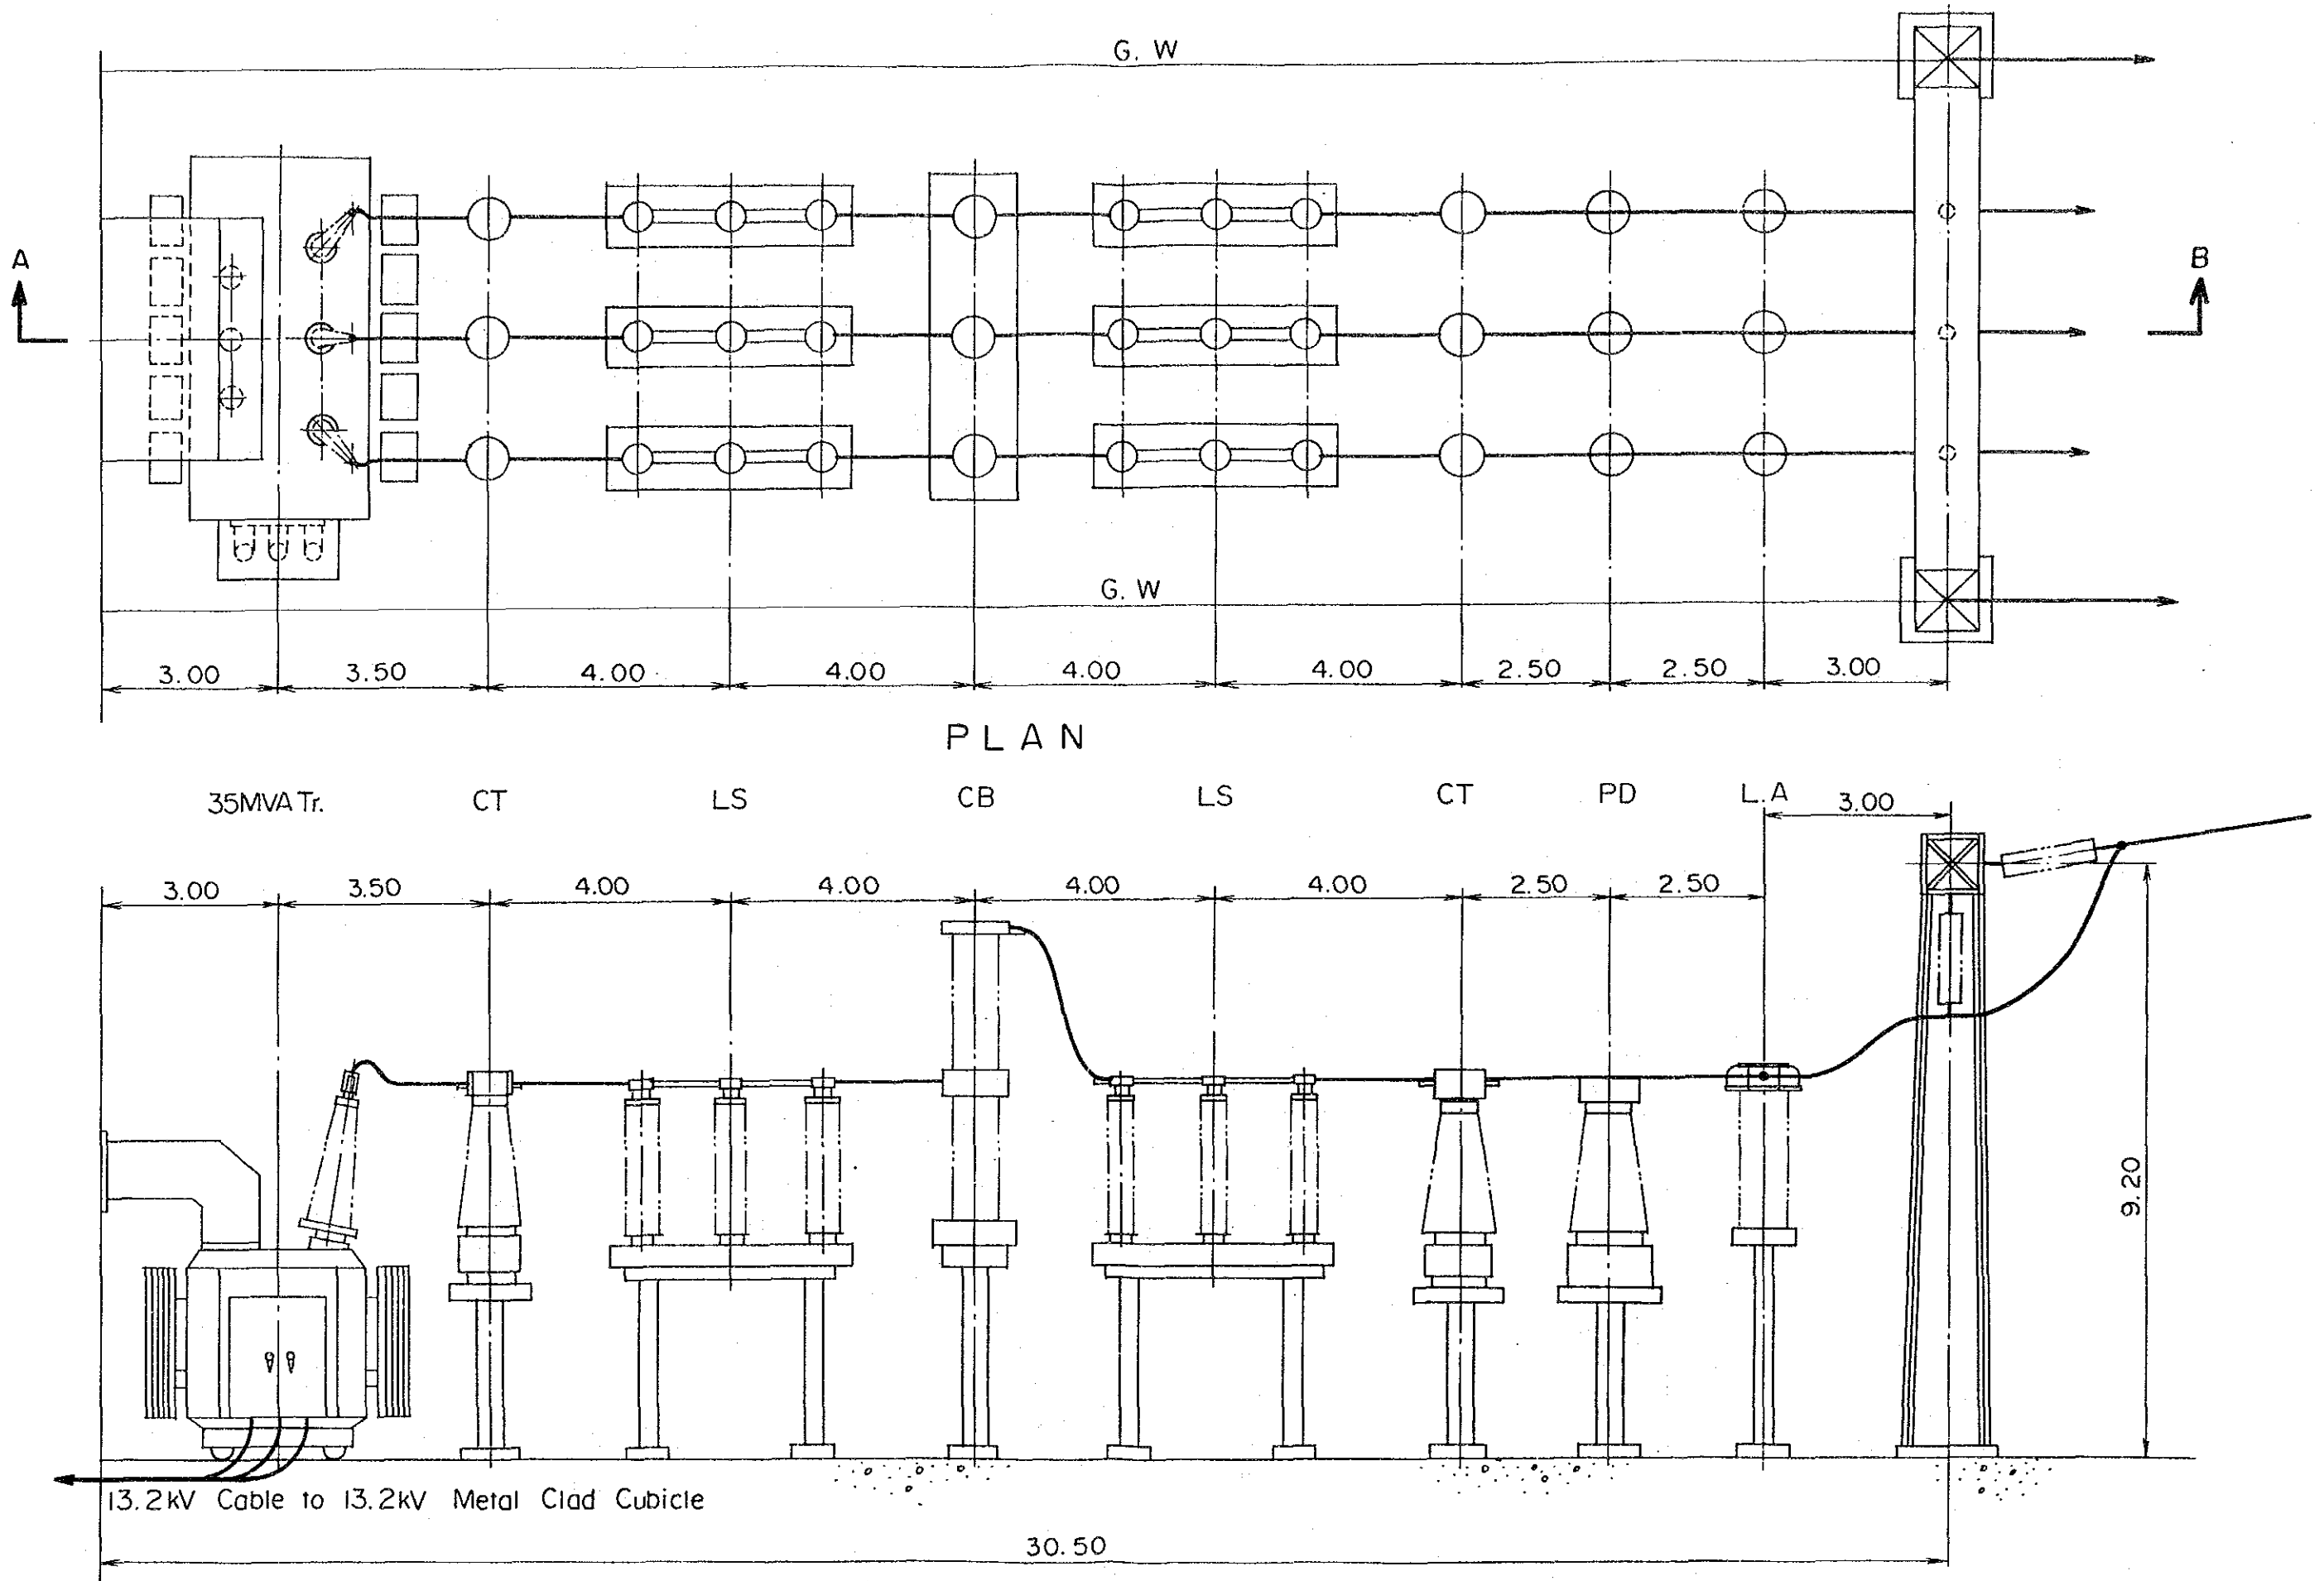 G. W
A
B
G. W
3.00 3.50 4.00 4.00 4.00 4.00 2.50 2.50 3.00
PLAN
35MVA Tr. CT LS CB LS CT PD L.A
3.00
3.00 3.50 4.00 4.00 4.00 4.00 2.50 2.50
9.20
13.2kV Cable to 13.2kV Metal Clad Cubicle
30.50